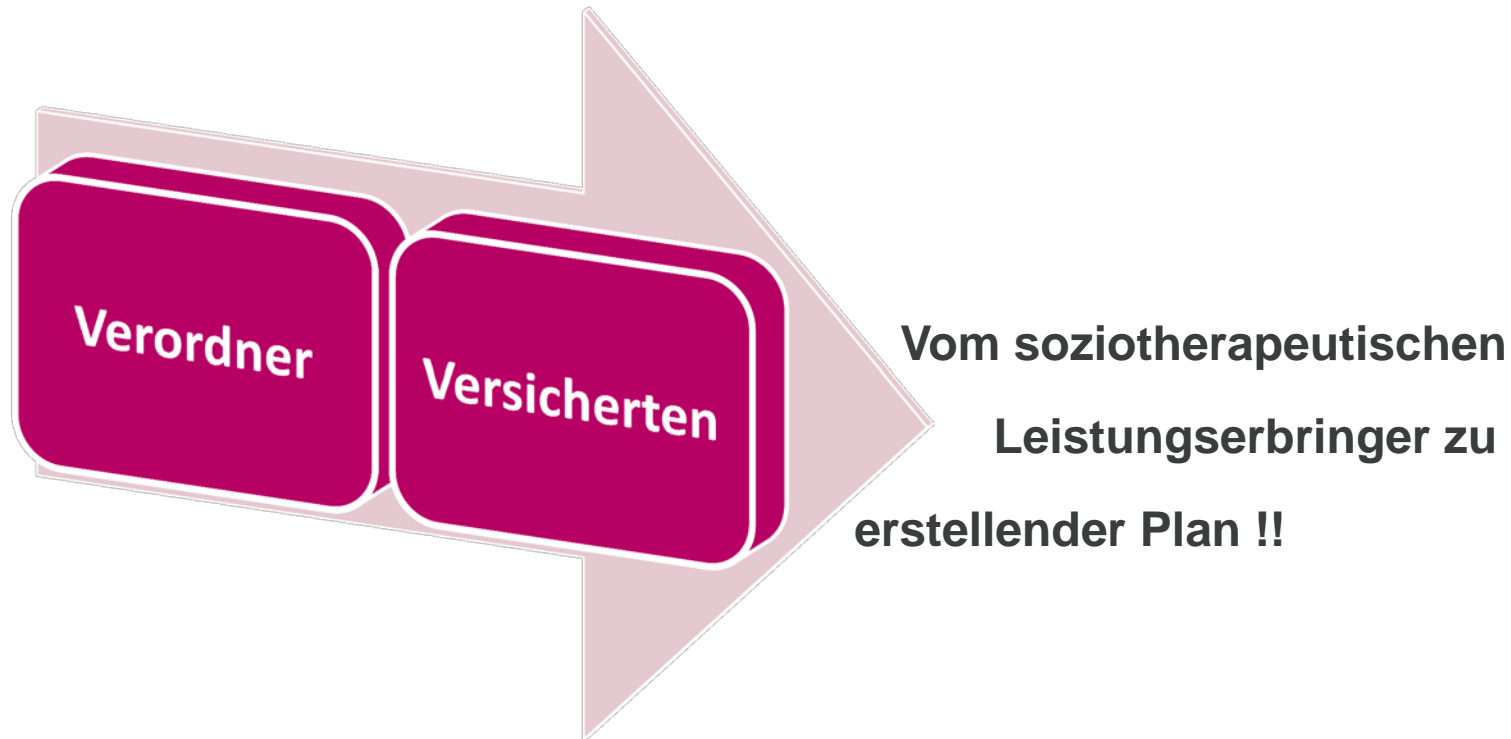 Verordner
Versicherten
Vom soziotherapeutischen
Leistungserbringer zu
erstellender Plan !!